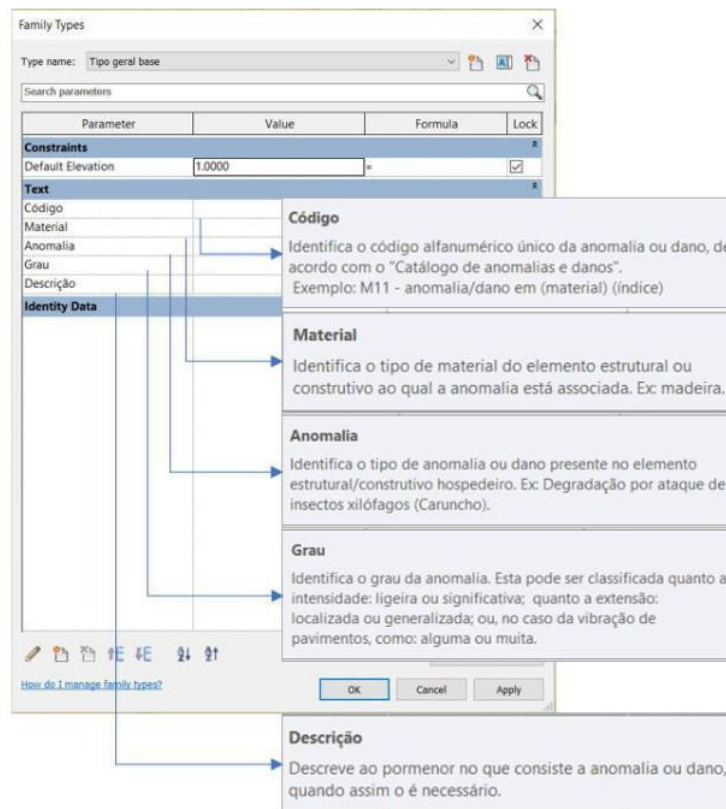 Family Types
Type name: Tipo geral base
Search parameters
Parameter Value Formula Lock
Constraints
Default Elevation 1.0000 =
Text
Código
Material
Anomalia
Grau
Descrição
Identity Data
Código
Identifica o código alfanumérico único da anomalia ou dano, de
acordo com o "Catálogo de anomalias e danos".
Exemplo: M11 - anomalia/dano em (material) (índice)
Material
Identifica o tipo de material do elemento estrutural ou
construtivo ao qual a anomalia está associada. Ex: madeira.
Anomalia
Identifica o tipo de anomalia ou dano presente no elemento
estrutural/construtivo hospedeiro. Ex: Degradação por ataque de
insectos xilófagos (Caruncho).
Grau
Identifica o grau da anomalia. Esta pode ser classificada quanto a
intensidade: ligeira ou significativa; quanto a extensão:
localizada ou generalizada; ou, no caso da vibração de
pavimentos, como: alguma ou muita.
How do I manage family types?
OK Cancel Apply
Descrição
Descreve ao pormenor no que consiste a anomalia ou dano,
quando assim o é necessário.